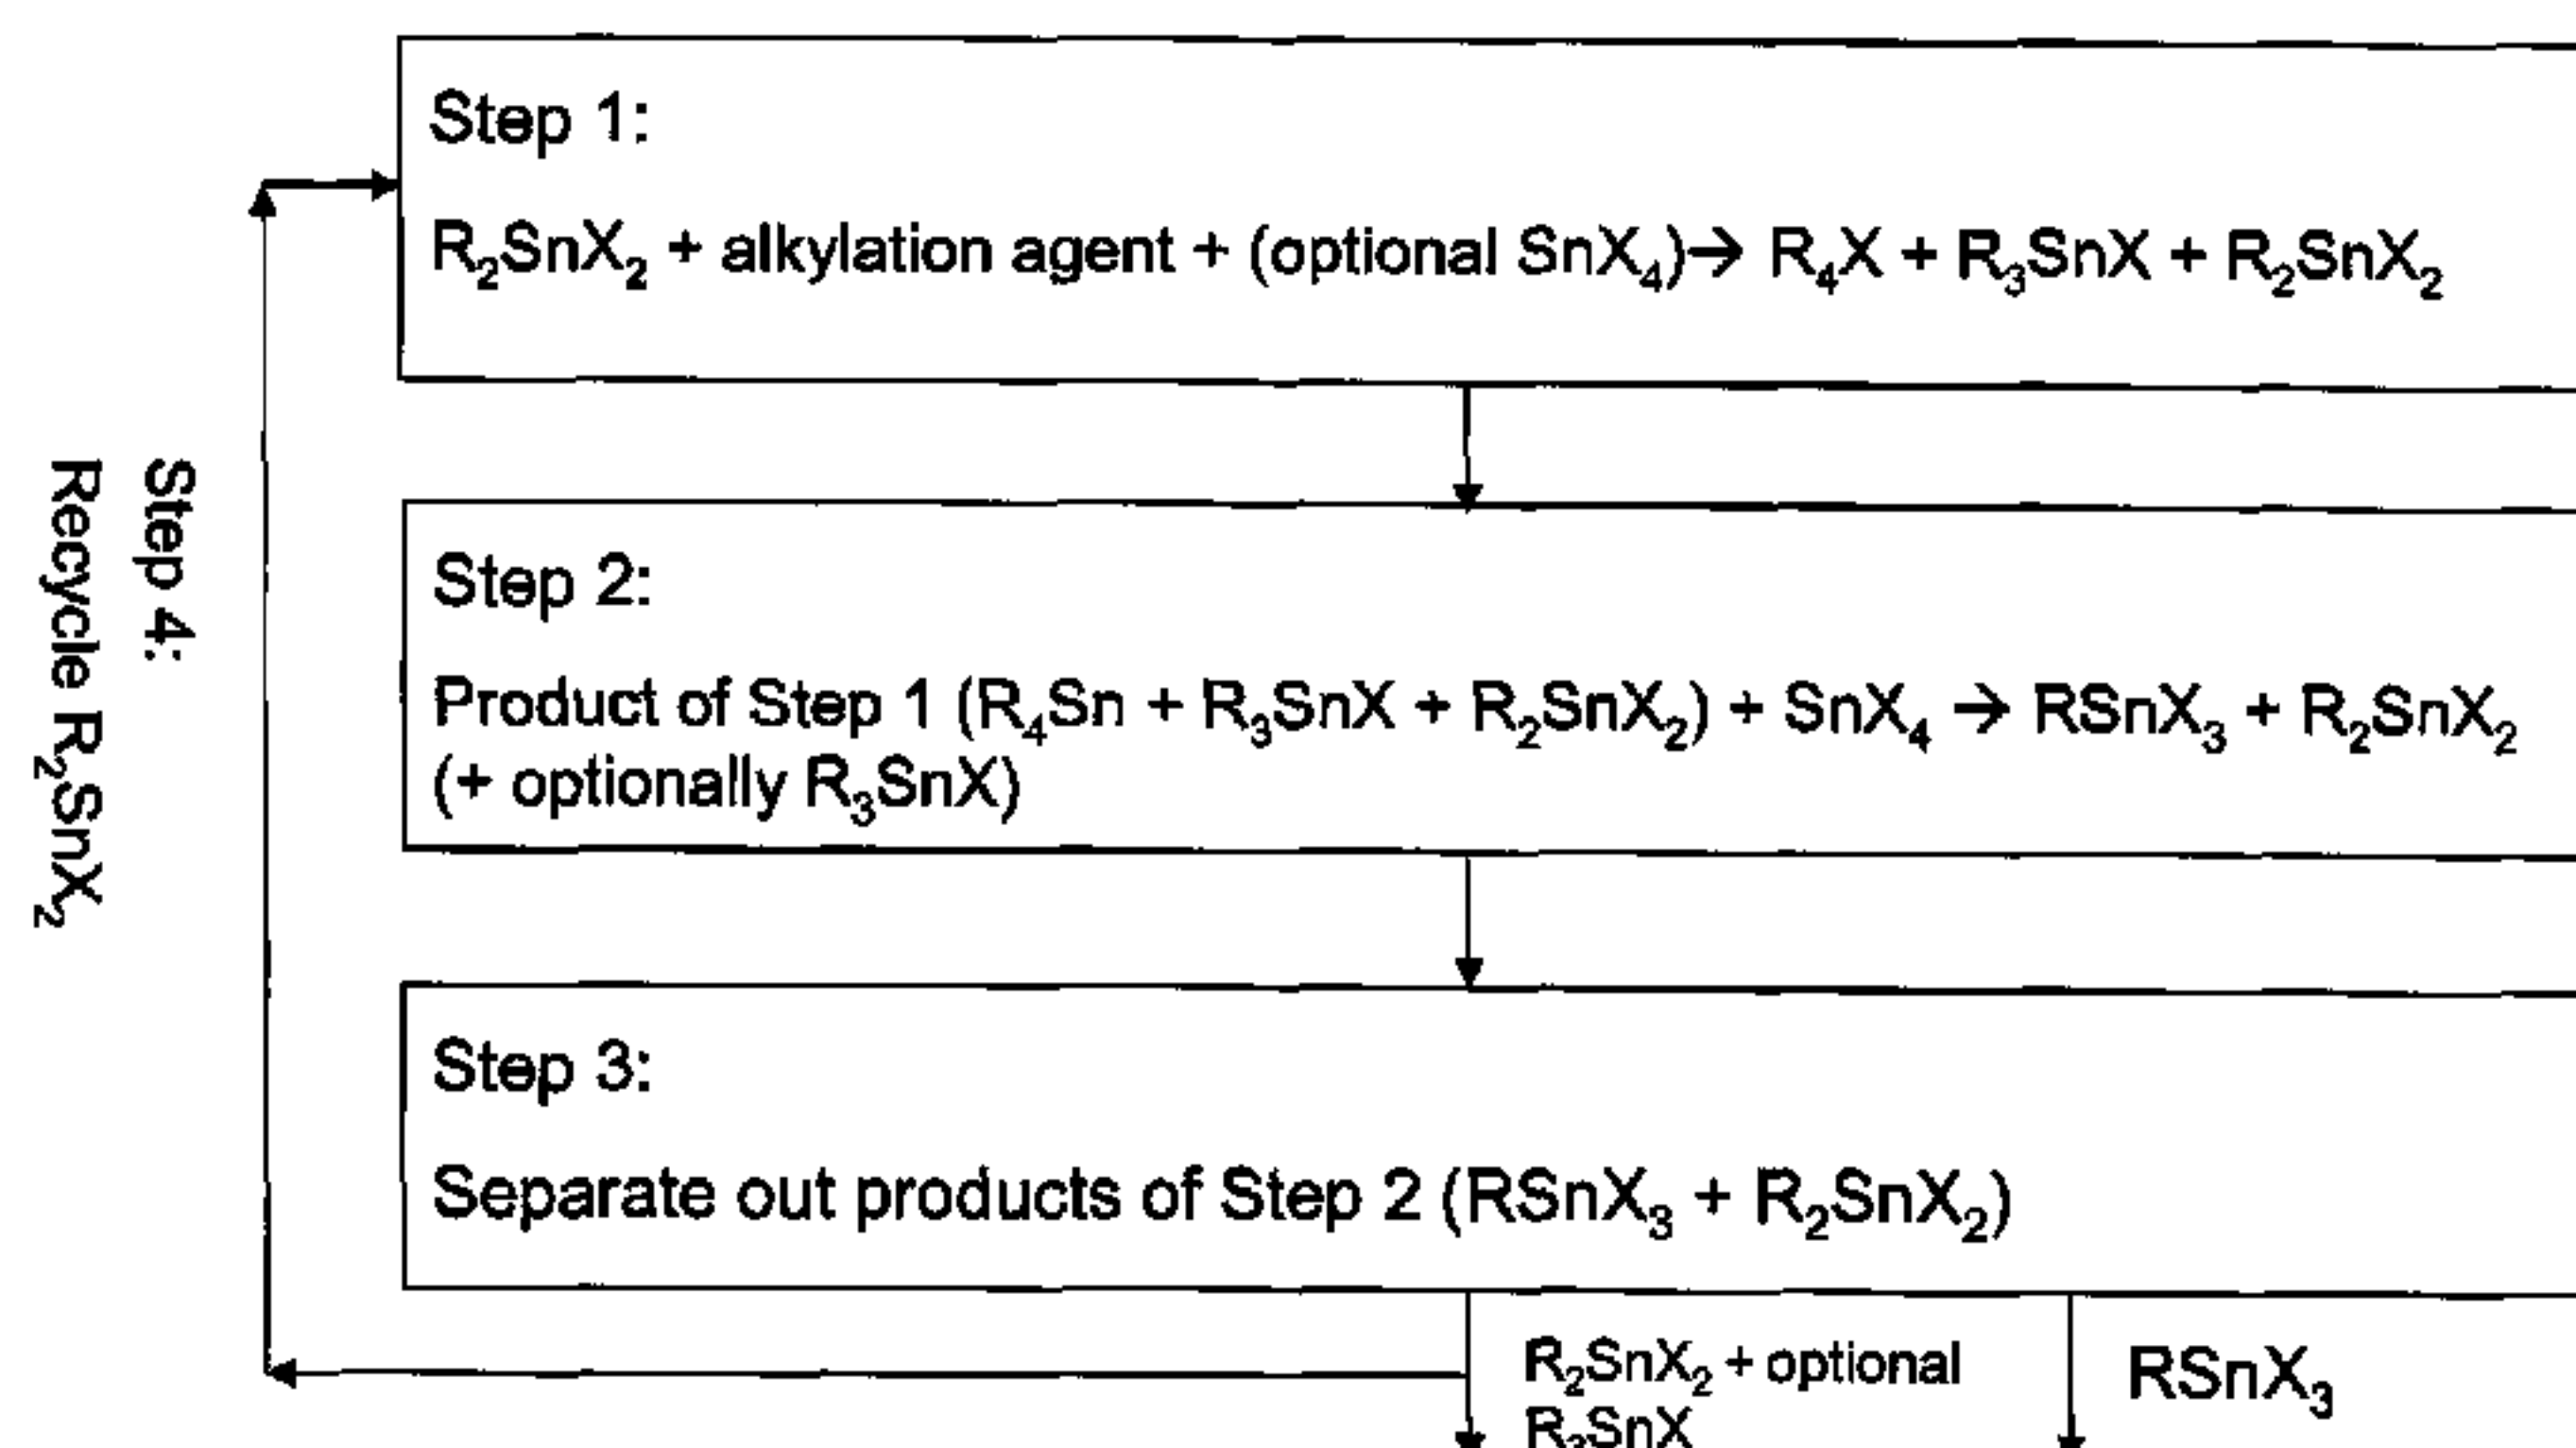 Step 1:
R₂SnX₂ + alkylation agent + (optional SnX₄)→ R₄X + R₃SnX + R₂SnX₂
Step 2:
Product of Step 1 (R₄Sn + R₃SnX + R₂SnX₂) + SnX₄ → RSnX₃ + R₂SnX₂
(+ optionally R₃SnX)
Step 3:
Separate out products of Step 2 (RSnX₃ + R₂SnX₂)
R₂SnX₂ + optional
R₃SnX
RSnX₃
Step 4:
Recycle R₂SnX₂